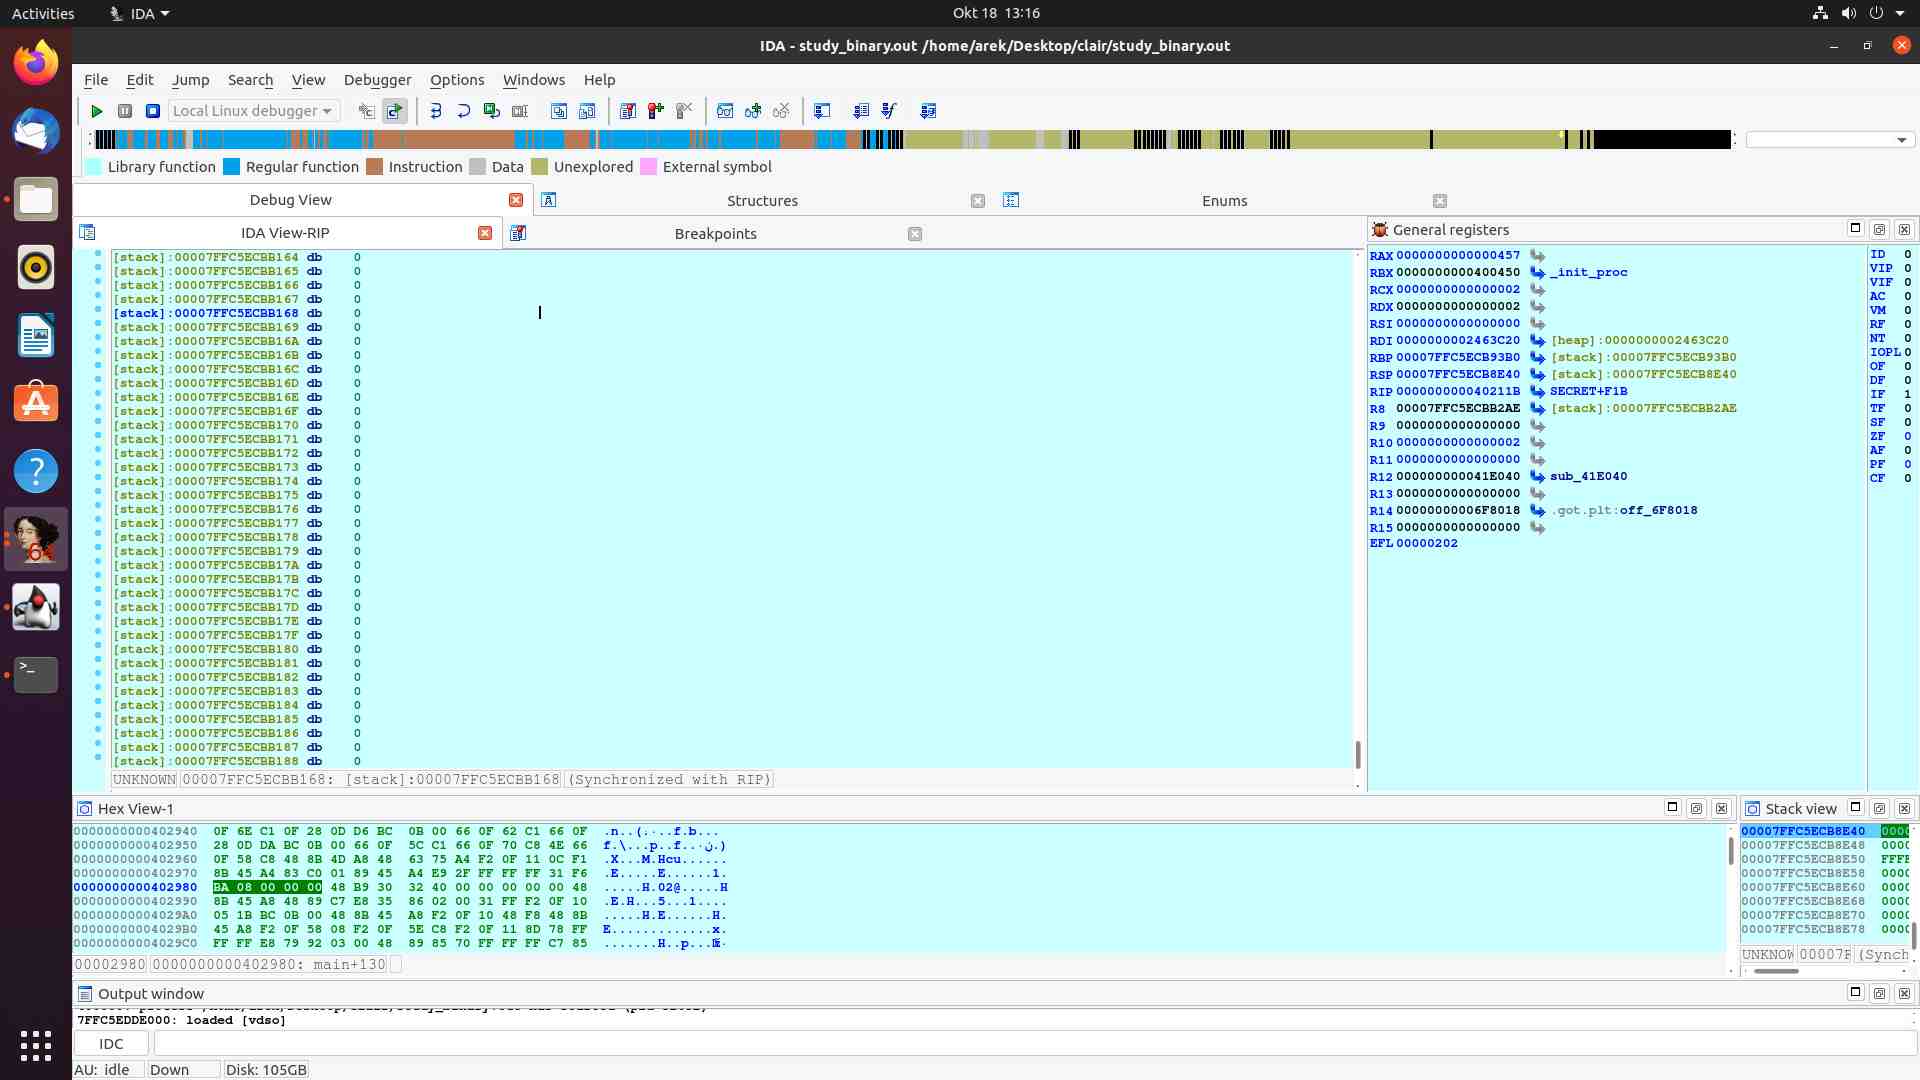 Activities
IDA
Okt 18 13:16
IDA - study_binary.out /home/arek/Desktop/clair/study_binary.out
File Edit Jump Search View Debugger Options Windows Help
Local Linux debugger
Library function Regular function Instruction Data Unexplored External symbol
Debug View
Structures
Enums
IDA View-RIP
Breakpoints
[stack]:00007FFC5ECBB164 db 0
[stack]:00007FFC5ECBB165 db 0
[stack]:00007FFC5ECBB166 db 0
[stack]:00007FFC5ECBB167 db 0
[stack]:00007FFC5ECBB168 db 0
[stack]:00007FFC5ECBB169 db 0
[stack]:00007FFC5ECBB16A db 0
[stack]:00007FFC5ECBB16B db 0
[stack]:00007FFC5ECBB16C db 0
[stack]:00007FFC5ECBB16D db 0
[stack]:00007FFC5ECBB16E db 0
[stack]:00007FFC5ECBB16F db 0
[stack]:00007FFC5ECBB170 db 0
[stack]:00007FFC5ECBB171 db 0
[stack]:00007FFC5ECBB172 db 0
[stack]:00007FFC5ECBB173 db 0
[stack]:00007FFC5ECBB174 db 0
[stack]:00007FFC5ECBB175 db 0
[stack]:00007FFC5ECBB176 db 0
[stack]:00007FFC5ECBB177 db 0
[stack]:00007FFC5ECBB178 db 0
[stack]:00007FFC5ECBB179 db 0
[stack]:00007FFC5ECBB17A db 0
[stack]:00007FFC5ECBB17B db 0
[stack]:00007FFC5ECBB17C db 0
[stack]:00007FFC5ECBB17D db 0
[stack]:00007FFC5ECBB17E db 0
[stack]:00007FFC5ECBB17F db 0
[stack]:00007FFC5ECBB180 db 0
[stack]:00007FFC5ECBB181 db 0
[stack]:00007FFC5ECBB182 db 0
[stack]:00007FFC5ECBB183 db 0
[stack]:00007FFC5ECBB184 db 0
[stack]:00007FFC5ECBB185 db 0
[stack]:00007FFC5ECBB186 db 0
[stack]:00007FFC5ECBB187 db 0
[stack]:00007FFC5ECBB188 db 0
UNKNOWN 00007FFC5ECBB168: [stack]:00007FFC5ECBB168 (Synchronized with RIP)
General registers
RAX 0000000000000457
RBX 0000000000400450 _init_proc
RCX 0000000000000002
RDX 0000000000000002
RSI 0000000000000000
RDI 0000000002463C20 [heap]:0000000002463C20
RBP 00007FFC5ECB93B0 [stack]:00007FFC5ECB93B0
RSP 00007FFC5ECB8E40 [stack]:00007FFC5ECB8E40
RIP 000000000040211B SECRET+F1B
R8 00007FFC5ECBB2AE [stack]:00007FFC5ECBB2AE
R9 0000000000000000
R10 0000000000000002
R11 0000000000000000
R12 000000000041E040 sub_41E040
R13 0000000000000000
R14 00000000006F8018 .got.plt:off_6F8018
R15 0000000000000000
EFL 00000202
ID 0
VIP 0
VIF 0
AC 0
VM 0
RF 0
NT 0
IOPL 0
OF 0
DF 0
IF 1
TF 0
SF 0
ZF 0
AF 0
PF 0
CF 0
Hex View-1
0000000000402940 0F 6E C1 0F 28 0D D6 BC 0B 00 66 0F 62 C1 66 0F .n..(.....f.b...
0000000000402950 28 0D DA BC 0B 00 66 0F 5C C1 66 0F 70 C8 4E 66
0000000000402960 0F 58 C8 48 8B 4D A8 48 63 75 A4 F2 0F 11 0C F1 .X...M.Hcu......
0000000000402970 8B 45 A4 83 C0 01 89 45 A4 E9 2F FF FF FF 31 F6 .E.....E......1.
0000000000402980 BA 08 00 00 00 48 B9 30 32 40 00 00 00 00 00 48 .....H.02@.....H
0000000000402990 8B 45 A8 48 89 C7 E8 35 86 02 00 31 FF F2 0F 10 .E.H...5...1....
00000000004029A0 05 1B BC 0B 00 48 8B 45 A8 F2 0F 10 48 F8 48 8B .....H.E......H.
00000000004029B0 45 A8 F2 0F 58 08 F2 0F 5E C8 F2 0F 11 8D 78 FF E.............x.
00000000004029C0 FF FF E8 79 92 03 00 48 89 85 70 FF FF FF C7 85
00002980 0000000000402980: main+130
Stack view
00007FFC5ECB8E40 0000
00007FFC5ECB8E48 0000
00007FFC5ECB8E50 FFFF
00007FFC5ECB8E58 0000
00007FFC5ECB8E60 0000
00007FFC5ECB8E68 0000
00007FFC5ECB8E70 0000
00007FFC5ECB8E78 0000
Output window
7FFC5EDDE000: loaded [vdso]
IDC
AU: idle Down Disk: 105GB